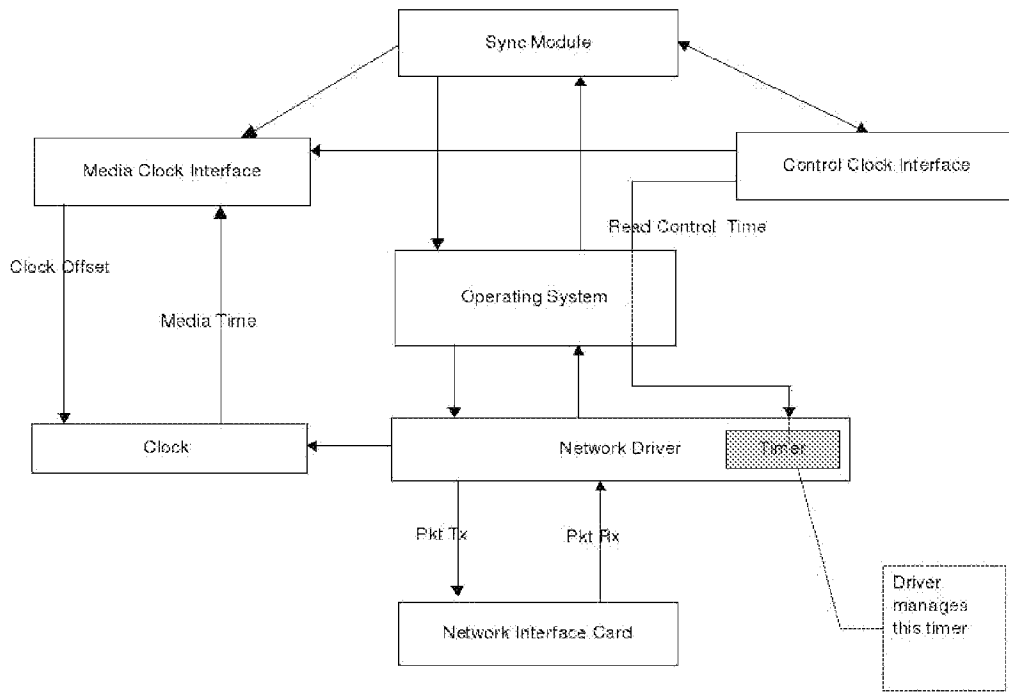 Sync Module
Media Clock Interface
Control Clock Interface
Read Control Time
Clock Offset
Operating System
Media Time
Clock
Network Driver
Timer
Pkt Tx
Pkt Rx
Driver
manages
this timer
Network Interface Card